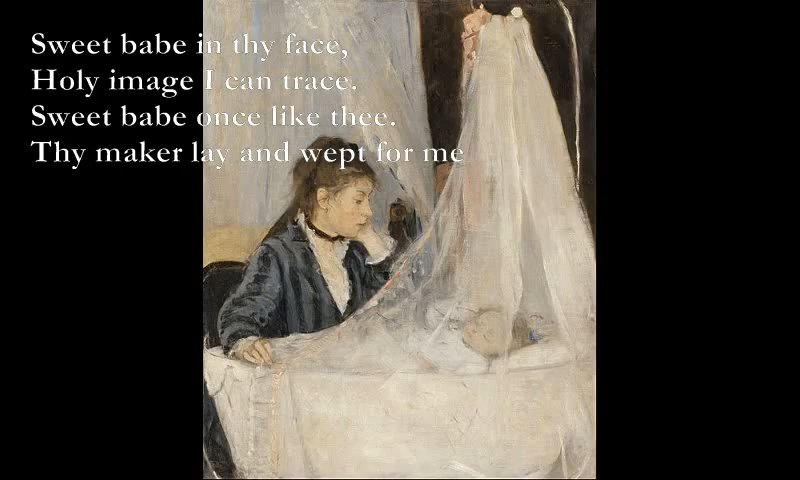 Sweet babe in thy face,
Holy image I can trace.
Sweet babe once like thee.
Thy maker lay and wept for me